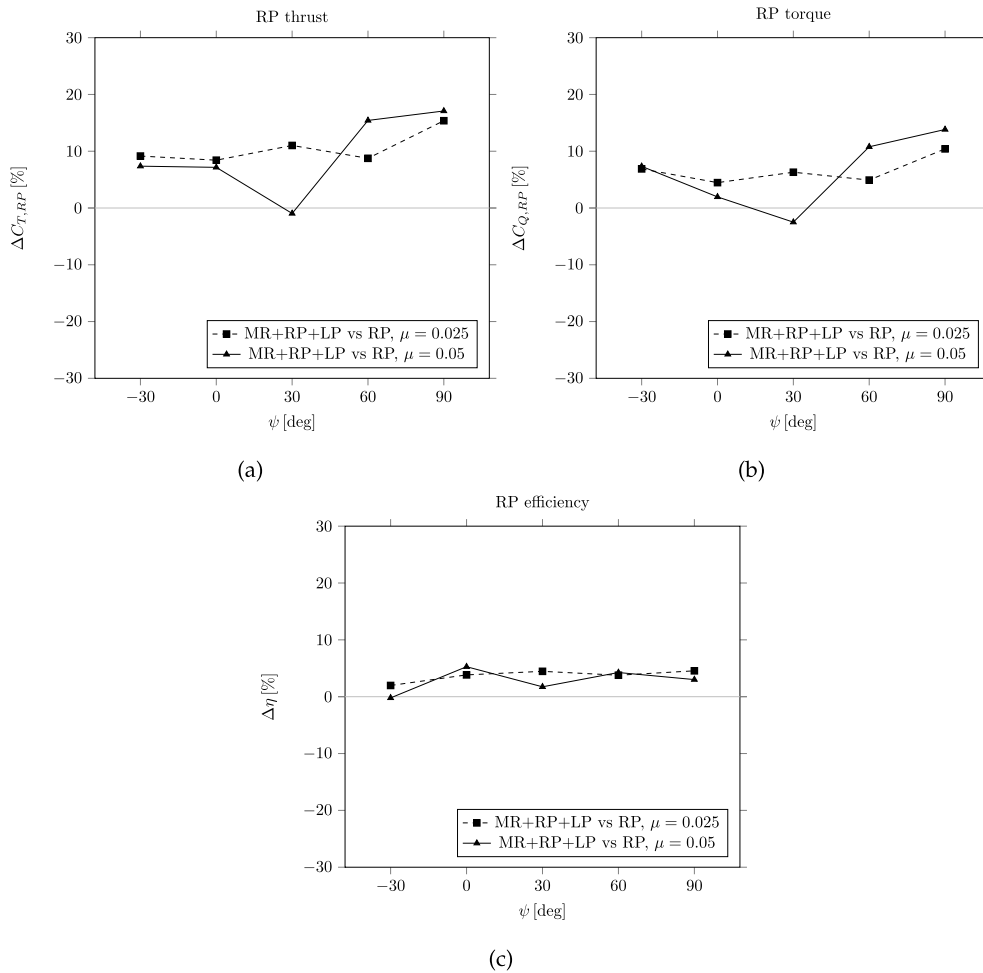 RP thrust
30
20
10
0
−10
−20
−30
ΔC_{T,RP} [%]
MR+RP+LP vs RP, μ = 0.025
MR+RP+LP vs RP, μ = 0.05
−30 0 30 60 90
ψ [deg]
(a)
RP torque
30
20
10
0
−10
−20
−30
ΔC_{Q,RP} [%]
MR+RP+LP vs RP, μ = 0.025
MR+RP+LP vs RP, μ = 0.05
−30 0 30 60 90
ψ [deg]
(b)
RP efficiency
30
20
10
0
−10
−20
−30
Δη [%]
MR+RP+LP vs RP, μ = 0.025
MR+RP+LP vs RP, μ = 0.05
−30 0 30 60 90
ψ [deg]
(c)